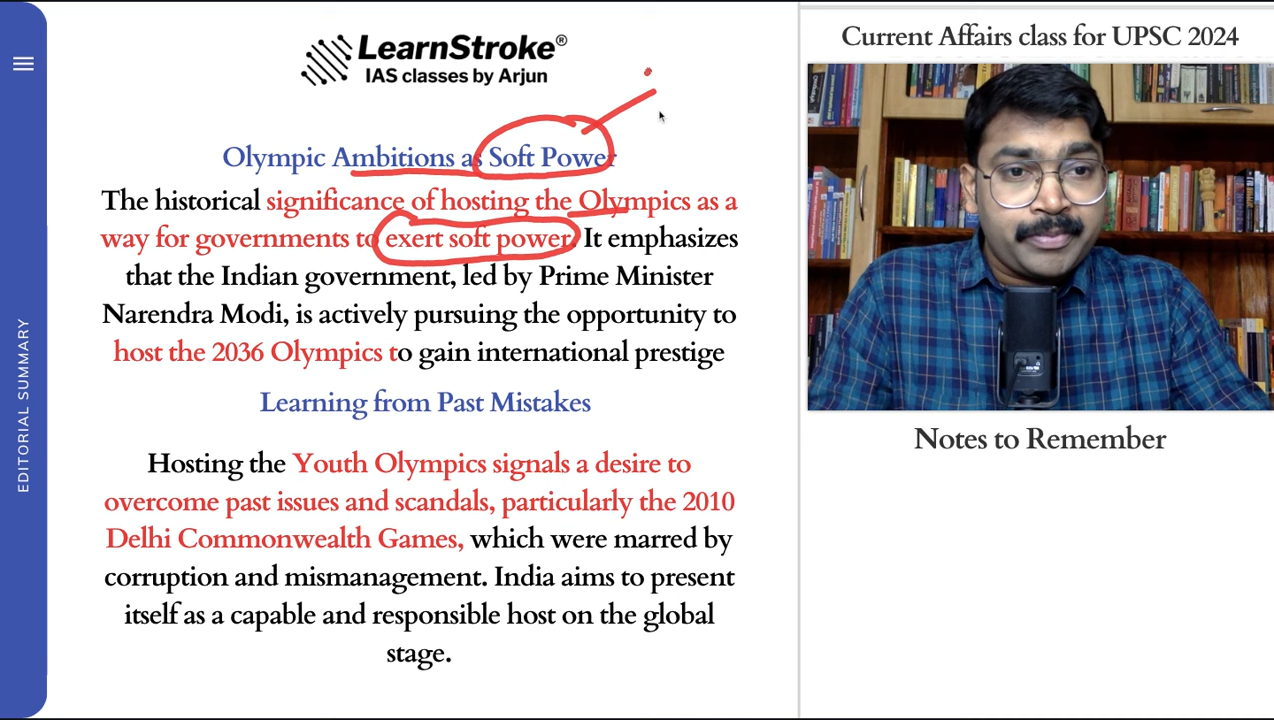 LearnStroke®
IAS classes by Arjun
Current Affairs class for UPSC 2024
Olympic Ambitions as Soft Power
The historical significance of hosting the Olympics as a
way for governments to exert soft power. It emphasizes
that the Indian government, led by Prime Minister
Narendra Modi, is actively pursuing the opportunity to
host the 2036 Olympics to gain international prestige
Learning from Past Mistakes
Hosting the Youth Olympics signals a desire to
overcome past issues and scandals, particularly the 2010
Delhi Commonwealth Games, which were marred by
corruption and mismanagement. India aims to present
itself as a capable and responsible host on the global
stage.
EDITORIAL SUMMARY
Notes to Remember